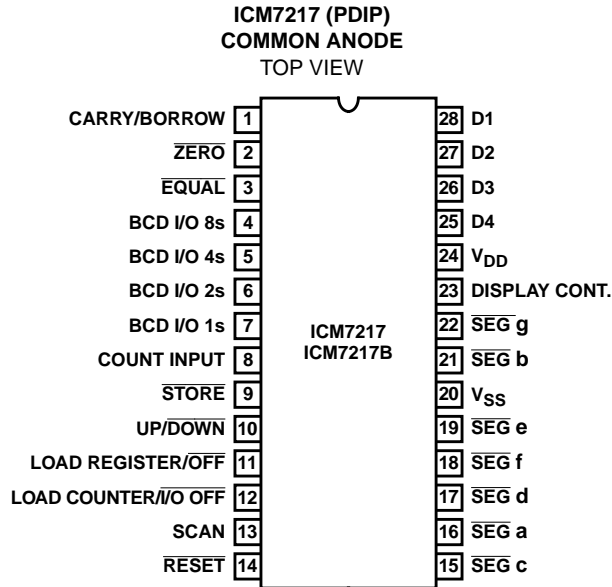 ICM7217 (PDIP)
COMMON ANODE
TOP VIEW
CARRY/BORROW 1
ZERO 2
EQUAL 3
BCD I/O 8s 4
BCD I/O 4s 5
BCD I/O 2s 6
BCD I/O 1s 7
COUNT INPUT 8
STORE 9
UP/DOWN 10
LOAD REGISTER/OFF 11
LOAD COUNTER/I/O OFF 12
SCAN 13
RESET 14
ICM7217
ICM7217B
28 D1
27 D2
26 D3
25 D4
24 VDD
23 DISPLAY CONT.
22 SEG g
21 SEG b
20 VSS
19 SEG e
18 SEG f
17 SEG d
16 SEG a
15 SEG c